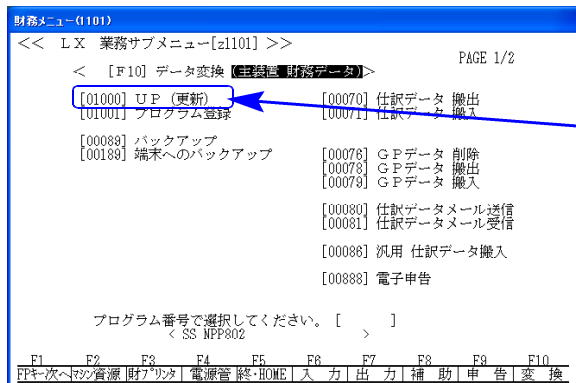 財務メニュー(1101)
<< ＬＸ 業務サブメニュー[z1101] >>
PAGE 1/2
< [F10] データ変換 (主装置 財務データ)>
[01000] ＵＰ（更新）
[01001] プログラム登録
[00089] バックアップ
[00189] 端末へのバックアップ
[00070] 仕訳データ 搬出
[00071] 仕訳データ 搬入
[00076] ＧＰデータ 削除
[00078] ＧＰデータ 搬出
[00079] ＧＰデータ 搬入
[00080] 仕訳データメール送信
[00081] 仕訳データメール受信
[00086] 汎用 仕訳データ搬入
[00888] 電子申告
プログラム番号で選択してください。 [ ]
< SS NPP802 >
F1 F2 F3 F4 F5 F6 F7 F8 F9 F10
FPキー次へ マシン資源 財プリンタ 電源管 終･HOME 入 力 出 力 補 助 申 告 変 換